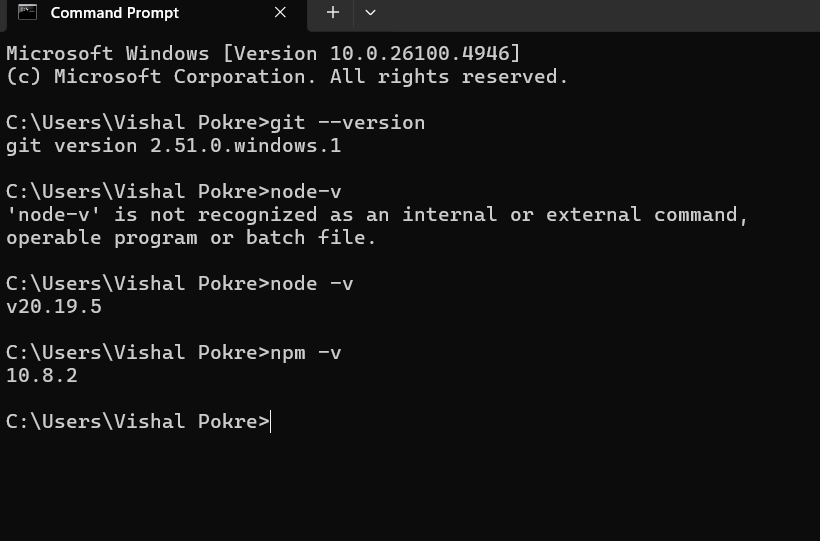 Command Prompt
Microsoft Windows [Version 10.0.26100.4946]
(c) Microsoft Corporation. All rights reserved.
C:\Users\Vishal Pokre>git --version
git version 2.51.0.windows.1
C:\Users\Vishal Pokre>node-v
'node-v' is not recognized as an internal or external command,
operable program or batch file.
C:\Users\Vishal Pokre>node -v
v20.19.5
C:\Users\Vishal Pokre>npm -v
10.8.2
C:\Users\Vishal Pokre>